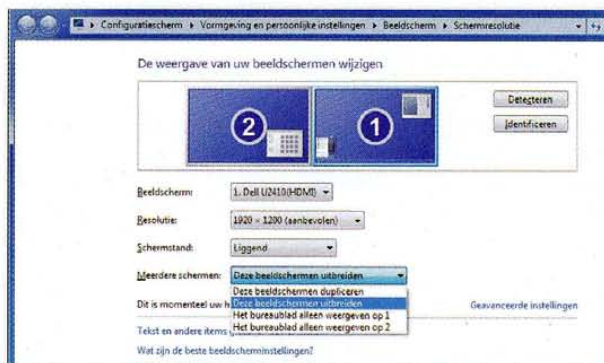 Configuratiescherm ▸ Vormgeving en persoonlijke instellingen ▸ Beeldscherm ▸ Schermresolutie
De weergave van uw beeldschermen wijzigen
2
1
Detecteren
Identificeren
Beeldscherm: 1. Dell U2410(HDMI)
Resolutie: 1920 × 1200 (aanbevolen)
Schermstand: Liggend
Meerdere schermen: Deze beeldschermen uitbreiden
Deze beeldschermen dupliceren
Dit is momenteel uw h
Deze beeldschermen uitbreiden
Geavanceerde instellingen
Het bureaublad alleen weergeven op 1
Tekst en andere items
Het bureaublad alleen weergeven op 2
Wat zijn de beste beeldscherminstellingen?